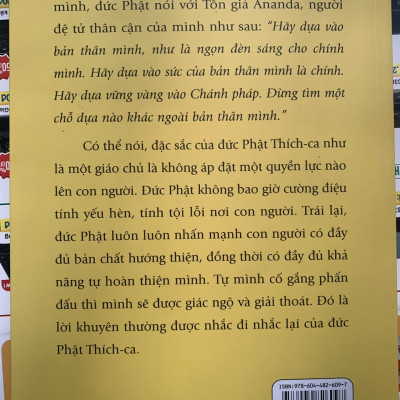 mình, đức Phật nói với Tôn giả Ananda, người
đệ tử thân cận của mình như sau: “Hãy dựa vào
bản thân mình, như là ngọn đèn sáng cho chính
mình. Hãy dựa vào sức của bản thân mình là chính.
Hãy dựa vững vàng vào Chánh pháp. Đừng tìm một
chỗ dựa nào khác ngoài bản thân mình.”
Có thể nói, đặc sắc của đức Phật Thích-ca như
là một giáo chủ là không áp đặt một quyền lực nào
lên con người. Đức Phật không bao giờ cường điệu
tính yếu hèn, tính tội lỗi nơi con người. Trái lại,
đức Phật luôn luôn nhấn mạnh con người có đầy
đủ bản chất hướng thiện, đồng thời có đầy đủ khả
năng tự hoàn thiện mình. Tự mình cố gắng phấn
đấu thì mình sẽ được giác ngộ và giải thoát. Đó là
lời khuyên thường được nhắc đi nhắc lại của đức
Phật Thích-ca.
ISBN: 978-604-482-609-7